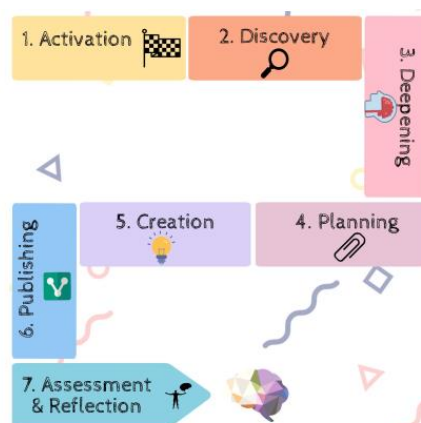 1. Activation
2. Discovery
3. Deepening
4. Planning
5. Creation
6. Publishing
7. Assessment
& Reflection